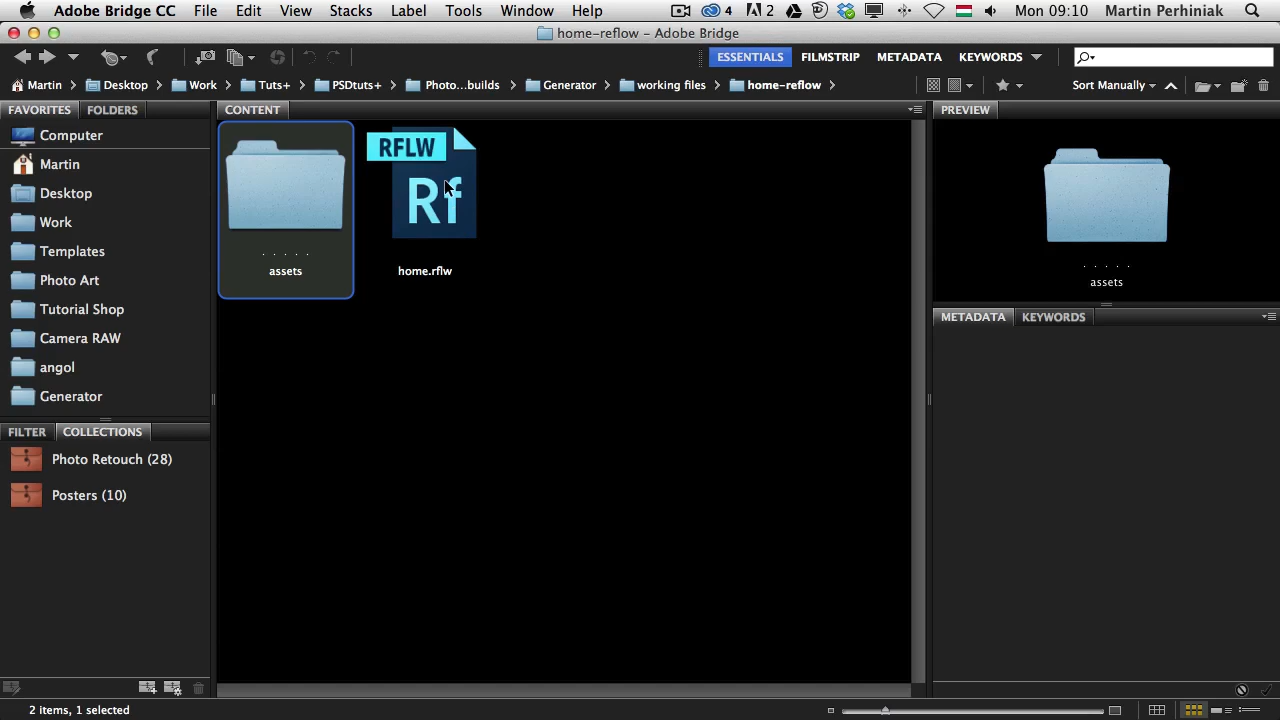 Adobe Bridge CC File Edit View Stacks Label Tools Window Help 4 2 Mon 09:10 Martin Perhiniak
home-reflow – Adobe Bridge
ESSENTIALS FILMSTRIP METADATA KEYWORDS
Martin Desktop Work Tuts+ PSDtuts+ Photo...builds Generator working files home-reflow Sort Manually
FAVORITES FOLDERS
Computer
Martin
Desktop
Work
Templates
Photo Art
Tutorial Shop
Camera RAW
angol
Generator
FILTER COLLECTIONS
Photo Retouch (28)
Posters (10)
CONTENT
RFLW
Rf
assets
home.rflw
PREVIEW
assets
METADATA KEYWORDS
2 items, 1 selected